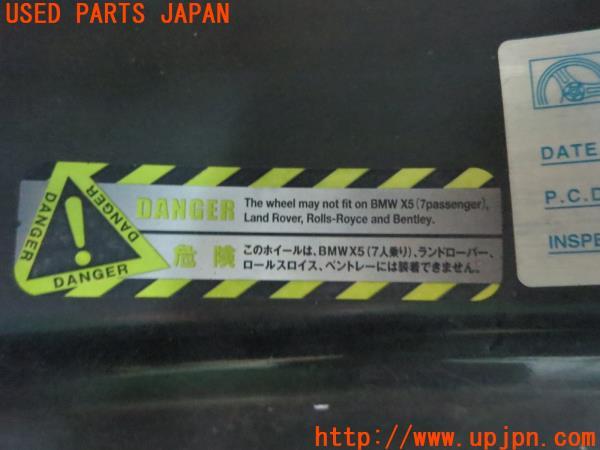 USED PARTS JAPAN
DATE
P.C.D
INSPE
DANGER
DANGER
DANGER
DANGER
The wheel may not fit on BMW X5 (7passenger),
Land Rover, Rolls-Royce and Bentley.
危険
このホイールは、BMW X5 (7人乗り)、ランドローバー、
ロールスロイス、ベントレーには装着できません。
http://www.upjpn.com